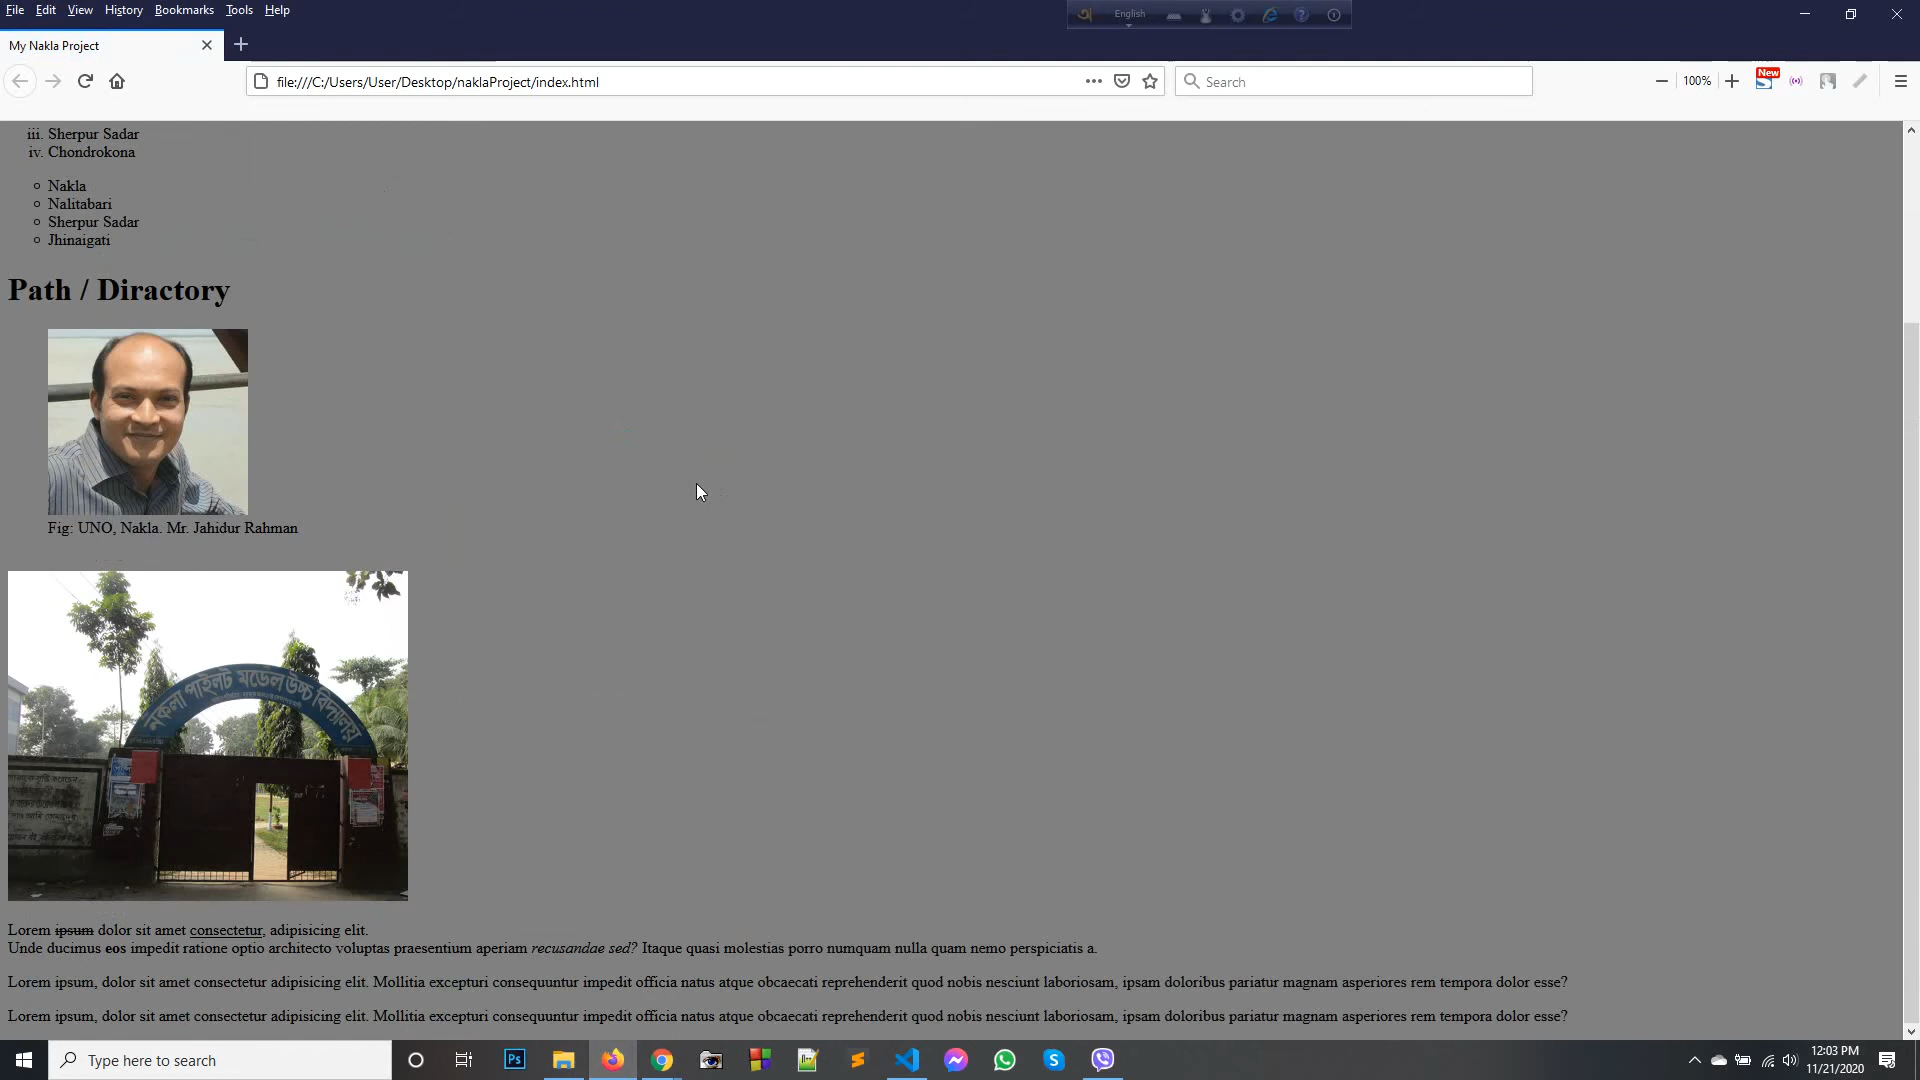 File Edit View History Bookmarks Tools Help
English
My Nakla Project
file:///C:/Users/User/Desktop/naklaProject/index.html
Search
100%
New
iii. Sherpur Sadar
iv. Chondrokona
Nakla
Nalitabari
Sherpur Sadar
Jhinaigati
Path / Diractory
Fig: UNO, Nakla. Mr. Jahidur Rahman
নকলা পাইলট মডেল উচ্চ বিদ্যালয়
Lorem ipsum dolor sit amet consectetur, adipisicing elit.
Unde ducimus eos impedit ratione optio architecto voluptas praesentium aperiam recusandae sed? Itaque quasi molestias porro numquam nulla quam nemo perspiciatis a.
Lorem ipsum, dolor sit amet consectetur adipisicing elit. Mollitia excepturi consequuntur impedit officia natus atque obcaecati reprehenderit quod nobis nesciunt laboriosam, ipsam doloribus pariatur magnam asperiores rem tempora dolor esse?
Lorem ipsum, dolor sit amet consectetur adipisicing elit. Mollitia excepturi consequuntur impedit officia natus atque obcaecati reprehenderit quod nobis nesciunt laboriosam, ipsam doloribus pariatur magnam asperiores rem tempora dolor esse?
Type here to search
Ps
12:03 PM
11/21/2020